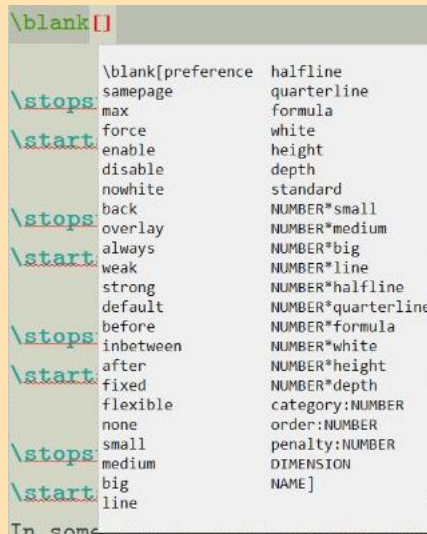 \blank[]
\blank[preference halfline
samepage quarterline
max formula
force white
enable height
disable depth
nowhite standard
back NUMBER*small
overlay NUMBER*medium
always NUMBER*big
weak NUMBER*line
strong NUMBER*halfline
default NUMBER*quarterline
before NUMBER*formula
inbetween NUMBER*white
after NUMBER*height
fixed NUMBER*depth
flexible category:NUMBER
none order:NUMBER
small penalty:NUMBER
medium DIMENSION
big NAME]
line
\stops
\start
\stops
\start
\stops
\start
\stops
\start
In some